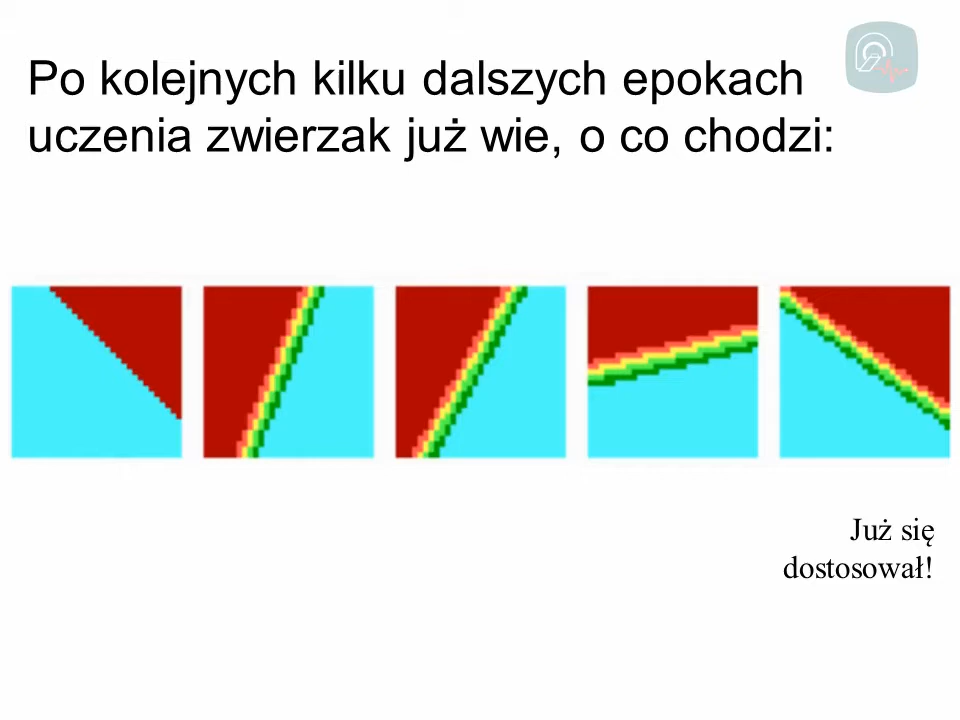 Po kolejnych kilku dalszych epokach
uczenia zwierzak już wie, o co chodzi:
Już się
dostosował!